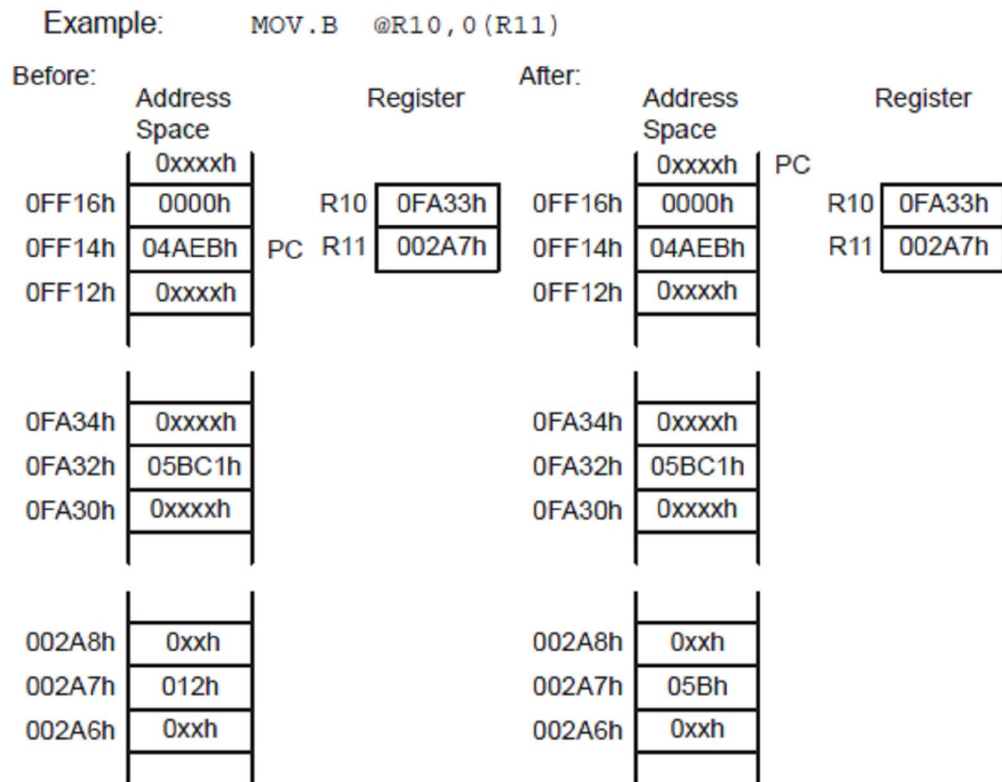 Example: MOV.B @R10,0(R11)
Before: After:
Address Register Address Register
Space Space
0xxxxh 0xxxxh PC
0FF16h 0000h R10 0FA33h 0FF16h 0000h R10 0FA33h
0FF14h 04AEBh PC R11 002A7h 0FF14h 04AEBh R11 002A7h
0FF12h 0xxxxh 0FF12h 0xxxxh
0FA34h 0xxxxh 0FA34h 0xxxxh
0FA32h 05BC1h 0FA32h 05BC1h
0FA30h 0xxxxh 0FA30h 0xxxxh
002A8h 0xxh 002A8h 0xxh
002A7h 012h 002A7h 05Bh
002A6h 0xxh 002A6h 0xxh